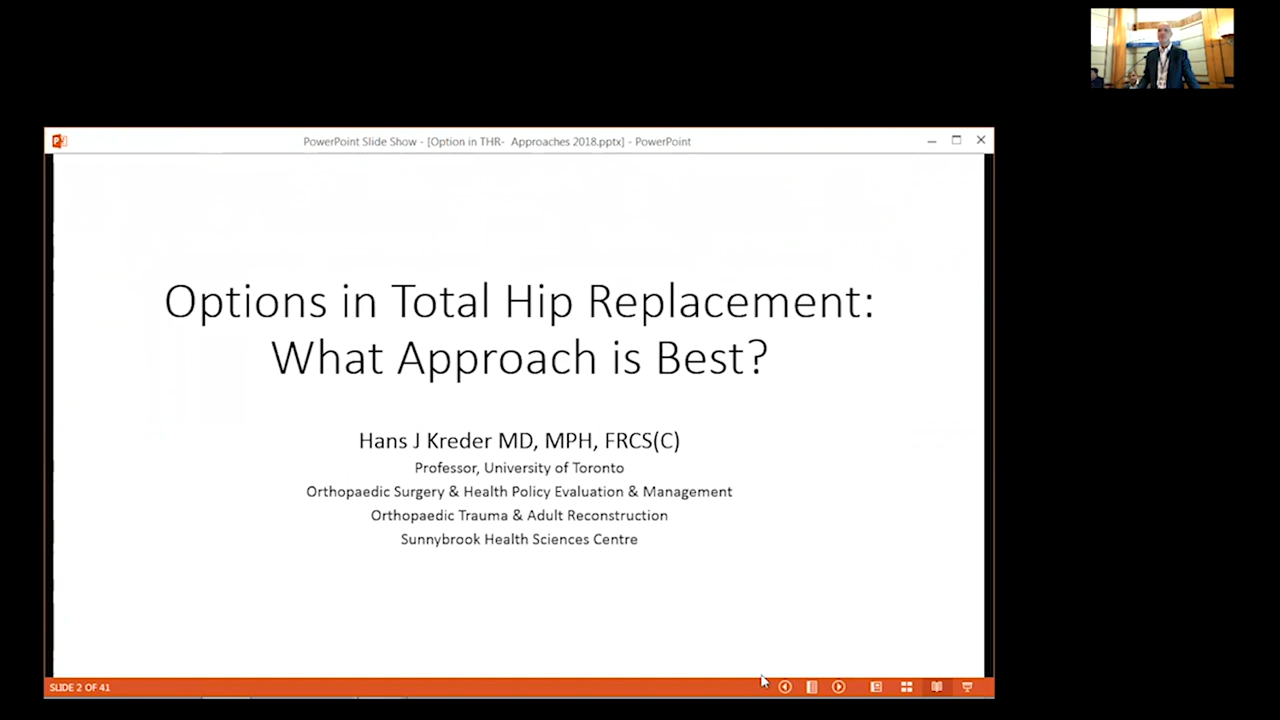 PowerPoint Slide Show - [Option in THR- Approaches 2018.pptx] - PowerPoint
Options in Total Hip Replacement:
What Approach is Best?
Hans J Kreder MD, MPH, FRCS(C)
Professor, University of Toronto
Orthopaedic Surgery & Health Policy Evaluation & Management
Orthopaedic Trauma & Adult Reconstruction
Sunnybrook Health Sciences Centre
SLIDE 2 OF 41